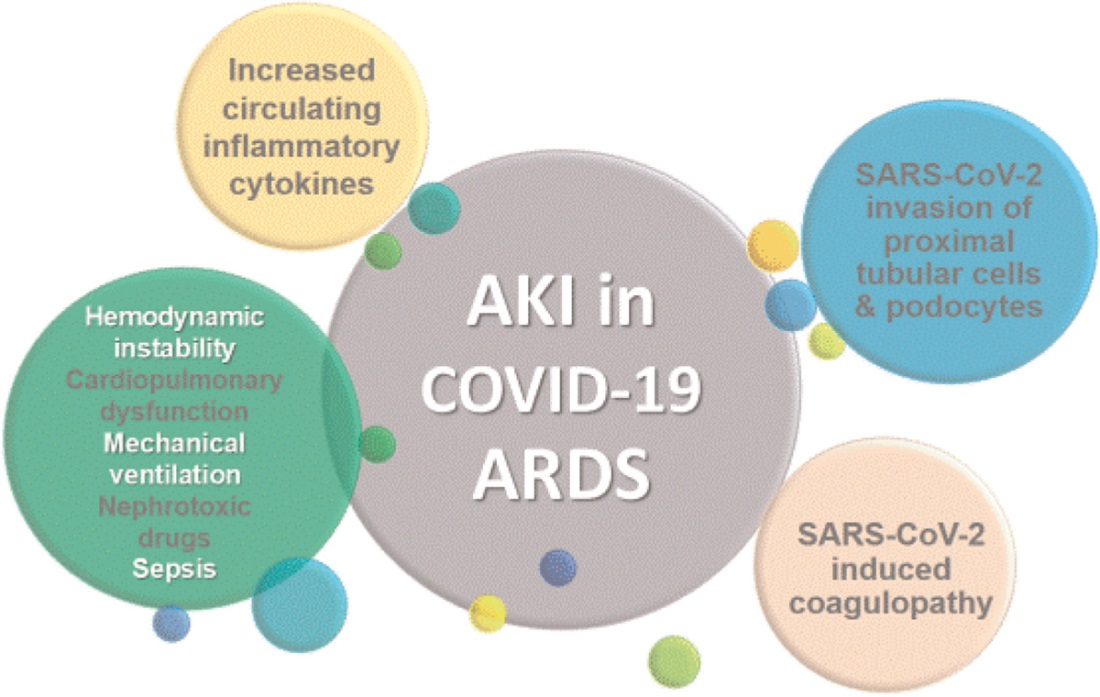 Increased
circulating
inflammatory
cytokines
SARS-CoV-2
invasion of
proximal
tubular cells
& podocytes
Hemodynamic
instability
Cardiopulmonary
dysfunction
Mechanical
ventilation
Nephrotoxic
drugs
Sepsis
AKI in
COVID-19
ARDS
SARS-CoV-2
induced
coagulopathy